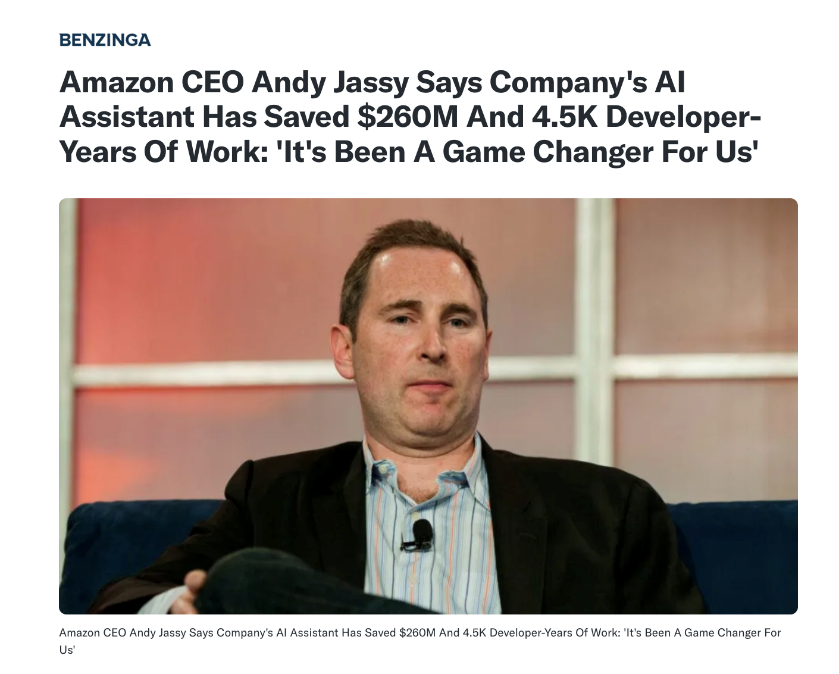 BENZINGA
Amazon CEO Andy Jassy Says Company's AI
Assistant Has Saved $260M And 4.5K Developer-
Years Of Work: 'It's Been A Game Changer For Us'
Amazon CEO Andy Jassy Says Company's AI Assistant Has Saved $260M And 4.5K Developer-Years Of Work: 'It's Been A Game Changer For
Us'